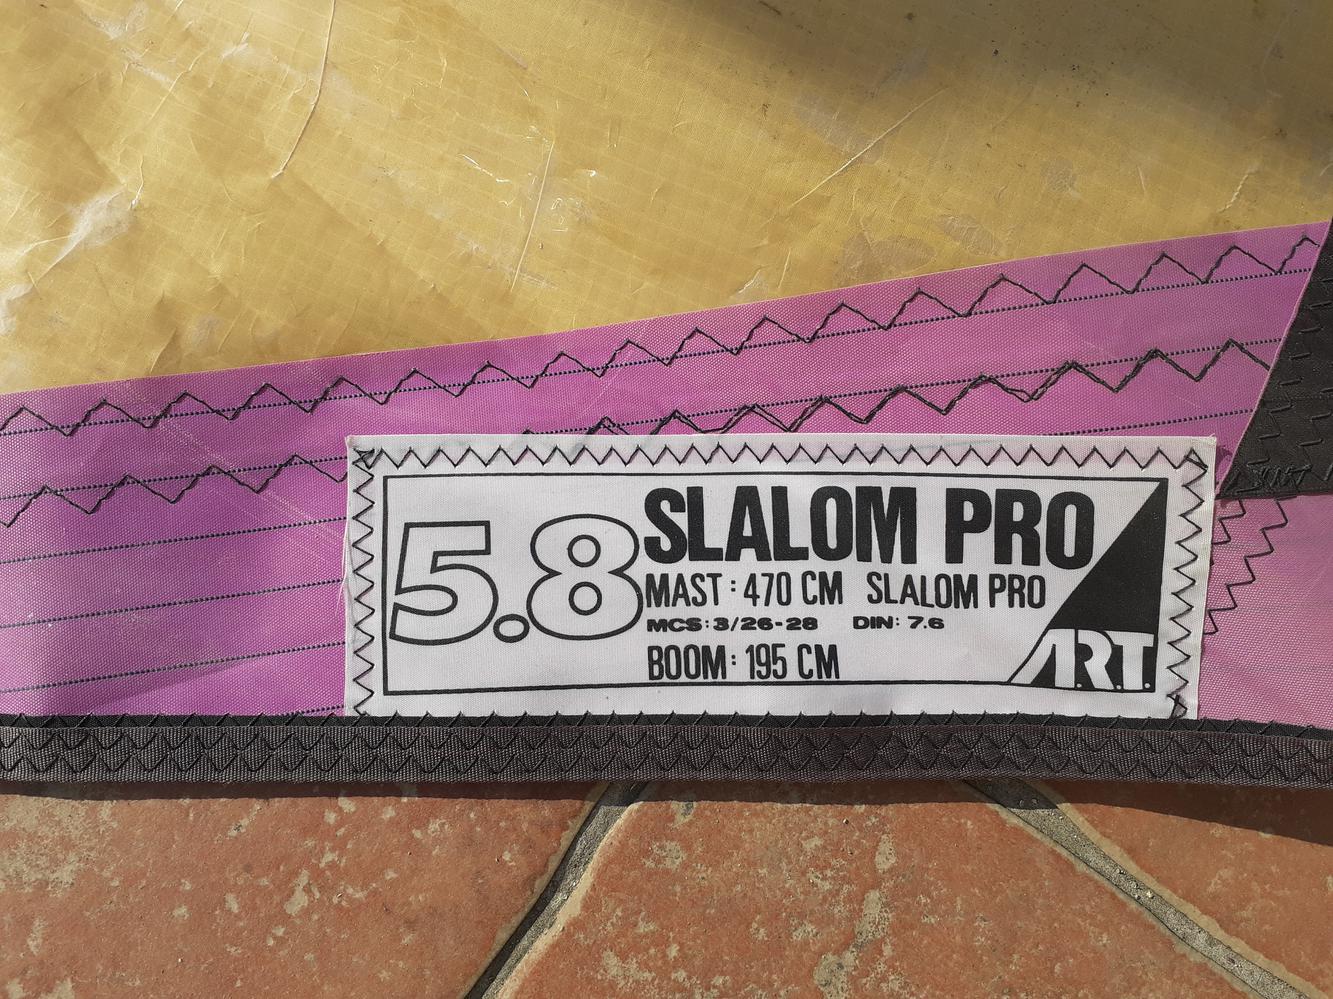 5.8
SLALOM PRO
MAST: 470 CM SLALOM PRO
MCS: 3/26-28 DIN: 7.6
BOOM: 195 CM
A.R.T.